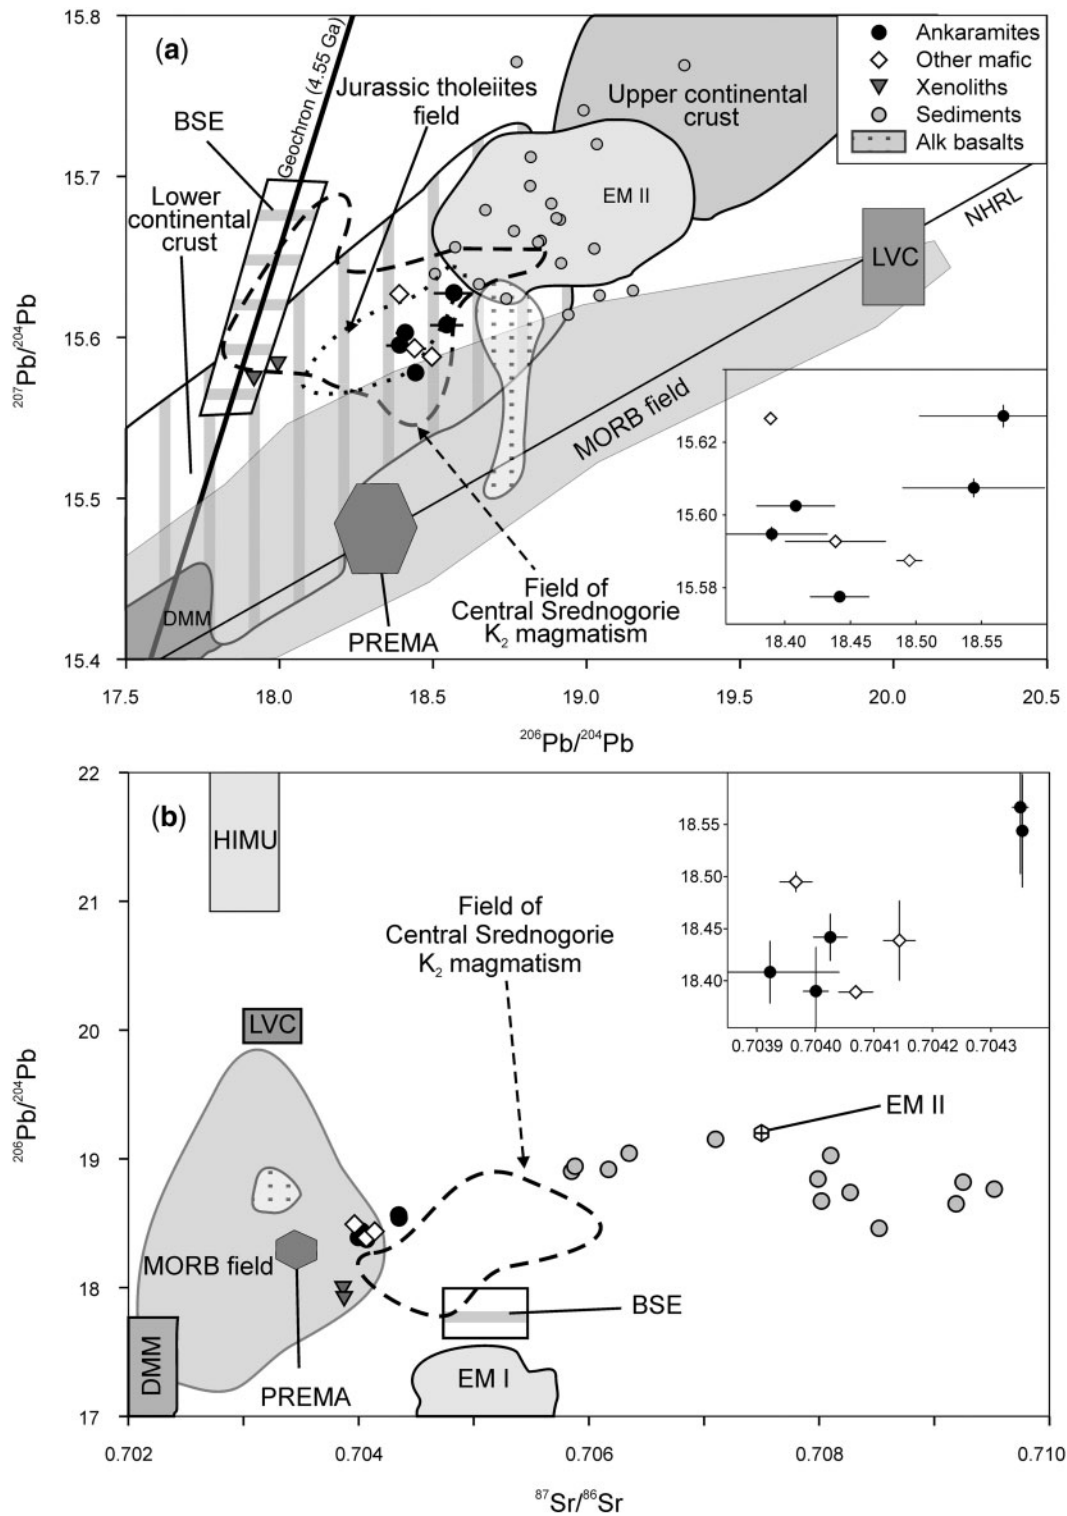 15.8
(a)
Geochron (4.55 Ga)
Jurassic tholeiites
field
BSE
Upper continental
crust
Ankaramites
Other mafic
Xenoliths
Sediments
Alk basalts
15.7
Lower
continental
crust
EM II
NHRL
LVC
²⁰⁷Pb/²⁰⁴Pb
15.6
MORB field
15.5
DMM
PREMA
Field of
Central Srednogorie
K₂ magmatism
15.62
15.60
15.58
18.40
18.45
18.50
18.55
15.4
17.5
18.0
18.5
19.0
19.5
20.0
20.5
²⁰⁶Pb/²⁰⁴Pb
22
(b)
HIMU
21
Field of
Central Srednogorie
K₂ magmatism
18.55
18.50
18.45
18.40
0.7039
0.7040
0.7041
0.7042
0.7043
20
LVC
²⁰⁶Pb/²⁰⁴Pb
EM II
19
MORB field
18
BSE
DMM
PREMA
EM I
17
0.702
0.704
0.706
0.708
0.710
⁸⁷Sr/⁸⁶Sr